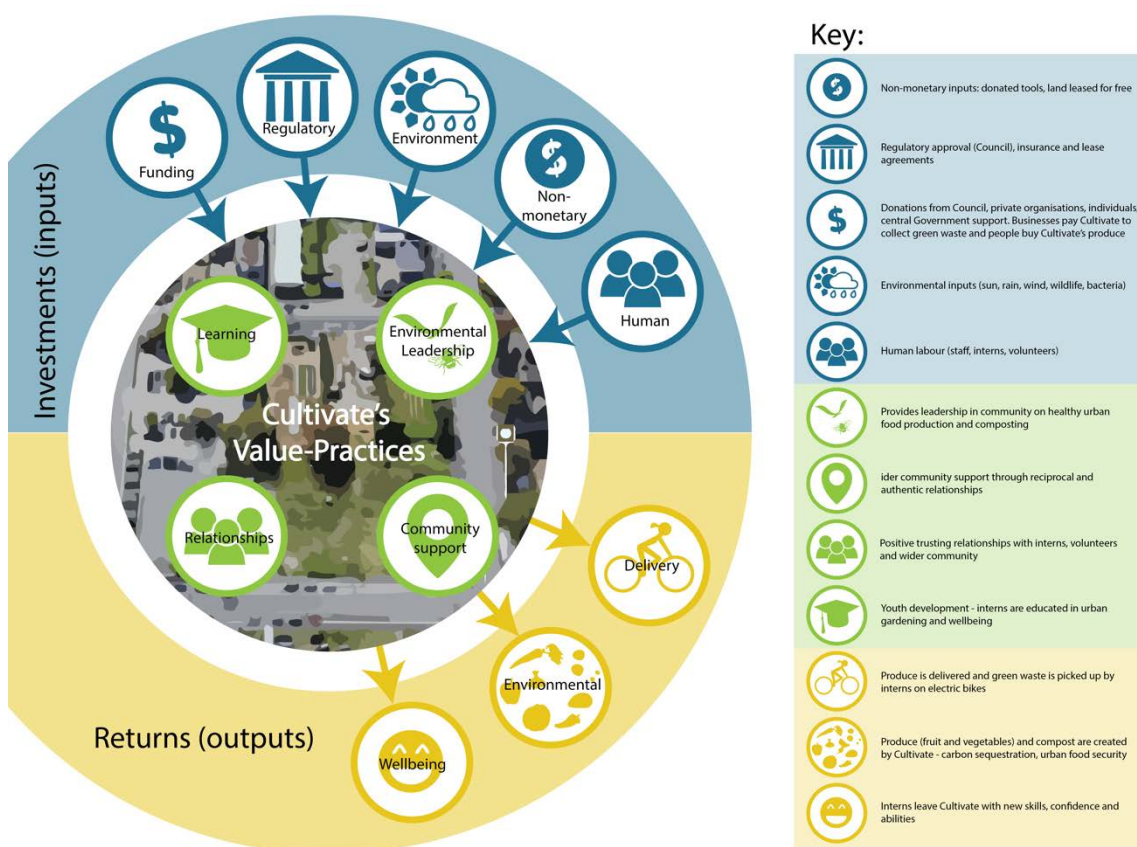 Investments (inputs)
Funding
Regulatory
Environment
Non-
monetary
Human
Learning
Environmental
Leadership
Cultivate's
Value-Practices
Relationships
Community
support
Delivery
Environmental
Wellbeing
Returns (outputs)
Key:
Non-monetary inputs: donated tools, land leased for free
Regulatory approval (Council), insurance and lease
agreements
Donations from Council, private organisations, individuals,
central Government support. Businesses pay Cultivate to
collect green waste and people buy Cultivate's produce
Environmental inputs (sun, rain, wind, wildlife, bacteria)
Human labour (staff, interns, volunteers)
Provides leadership in community on healthy urban
food production and composting
ider community support through reciprocal and
authentic relationships
Positive trusting relationships with interns, volunteers
and wider community
Youth development - interns are educated in urban
gardening and wellbeing
Produce is delivered and green waste is picked up by
interns on electric bikes
Produce (fruit and vegetables) and compost are created
by Cultivate - carbon sequestration, urban food security
Interns leave Cultivate with new skills, confidence and
abilities